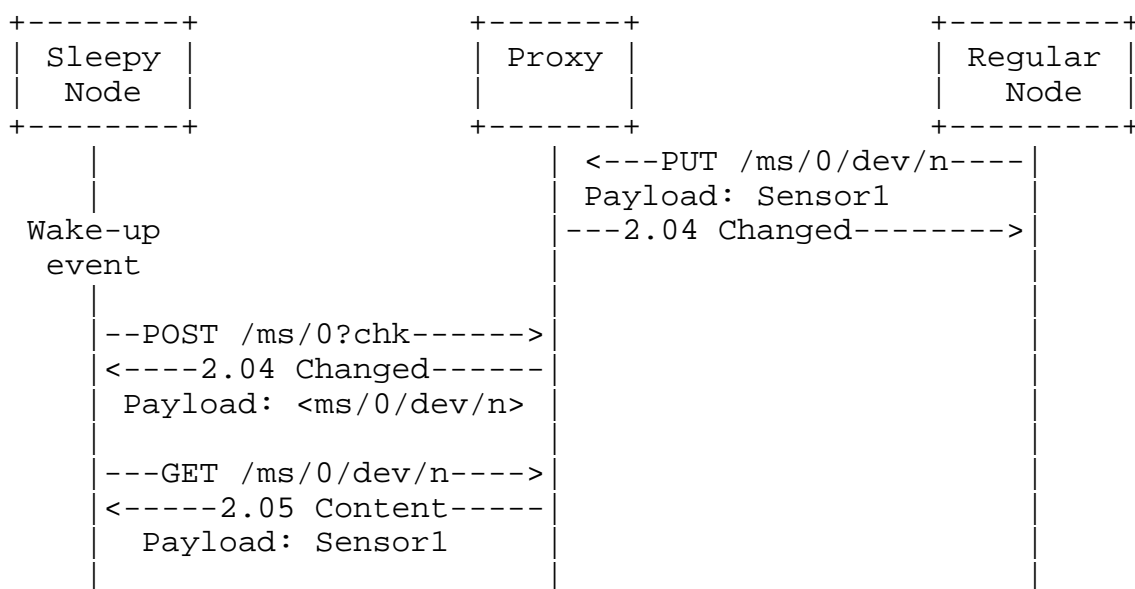 +--------+ +-------+ +---------+
| Sleepy | | Proxy | | Regular |
| Node | | | | Node |
+--------+ +-------+ +---------+
| | <---PUT /ms/0/dev/n----|
| | Payload: Sensor1 |
Wake-up |---2.04 Changed-------->|
event | |
| | |
|--POST /ms/0?chk------>| |
|<----2.04 Changed------| |
| Payload: <ms/0/dev/n> | |
| | |
|---GET /ms/0/dev/n---->| |
|<-----2.05 Content-----| |
| Payload: Sensor1 | |
| | |